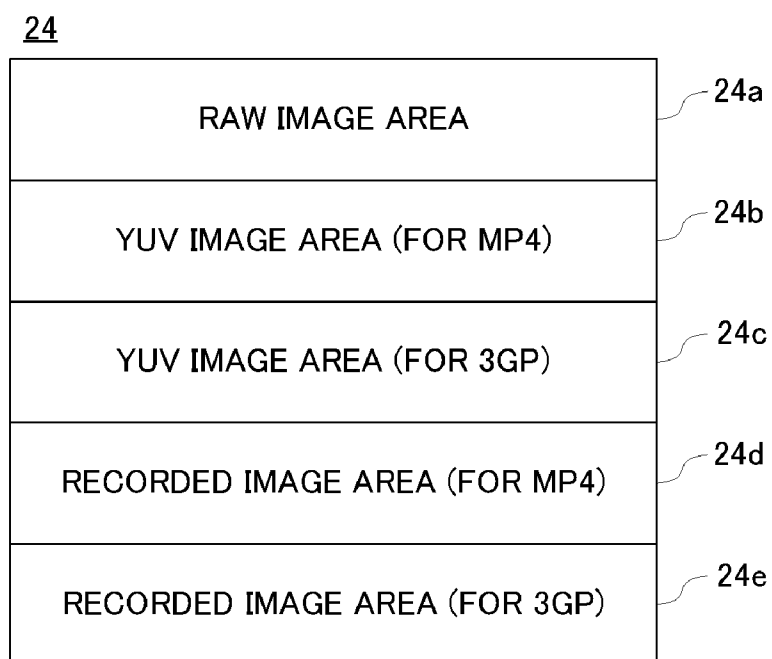 24
RAW IMAGE AREA
24a
YUV IMAGE AREA (FOR MP4)
24b
YUV IMAGE AREA (FOR 3GP)
24c
RECORDED IMAGE AREA (FOR MP4)
24d
RECORDED IMAGE AREA (FOR 3GP)
24e